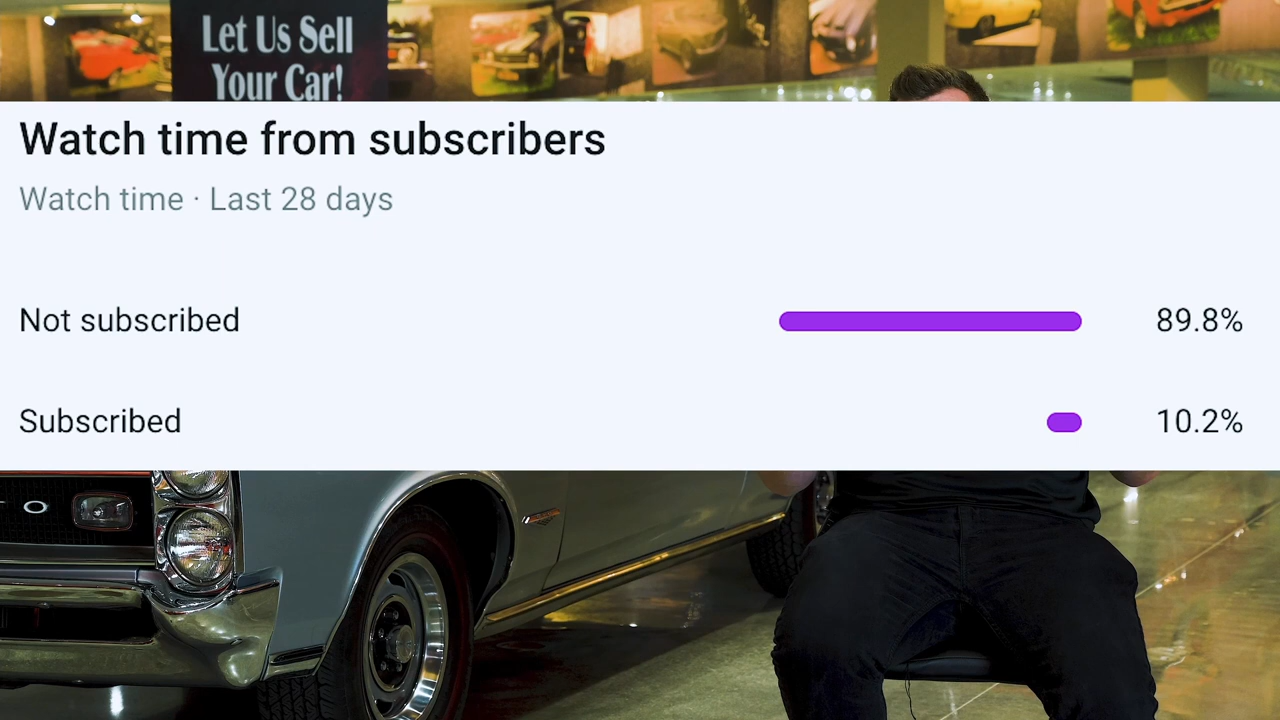 Let Us Sell
Your Car!
Watch time from subscribers
Watch time · Last 28 days
Not subscribed 89.8%
Subscribed 10.2%
T O